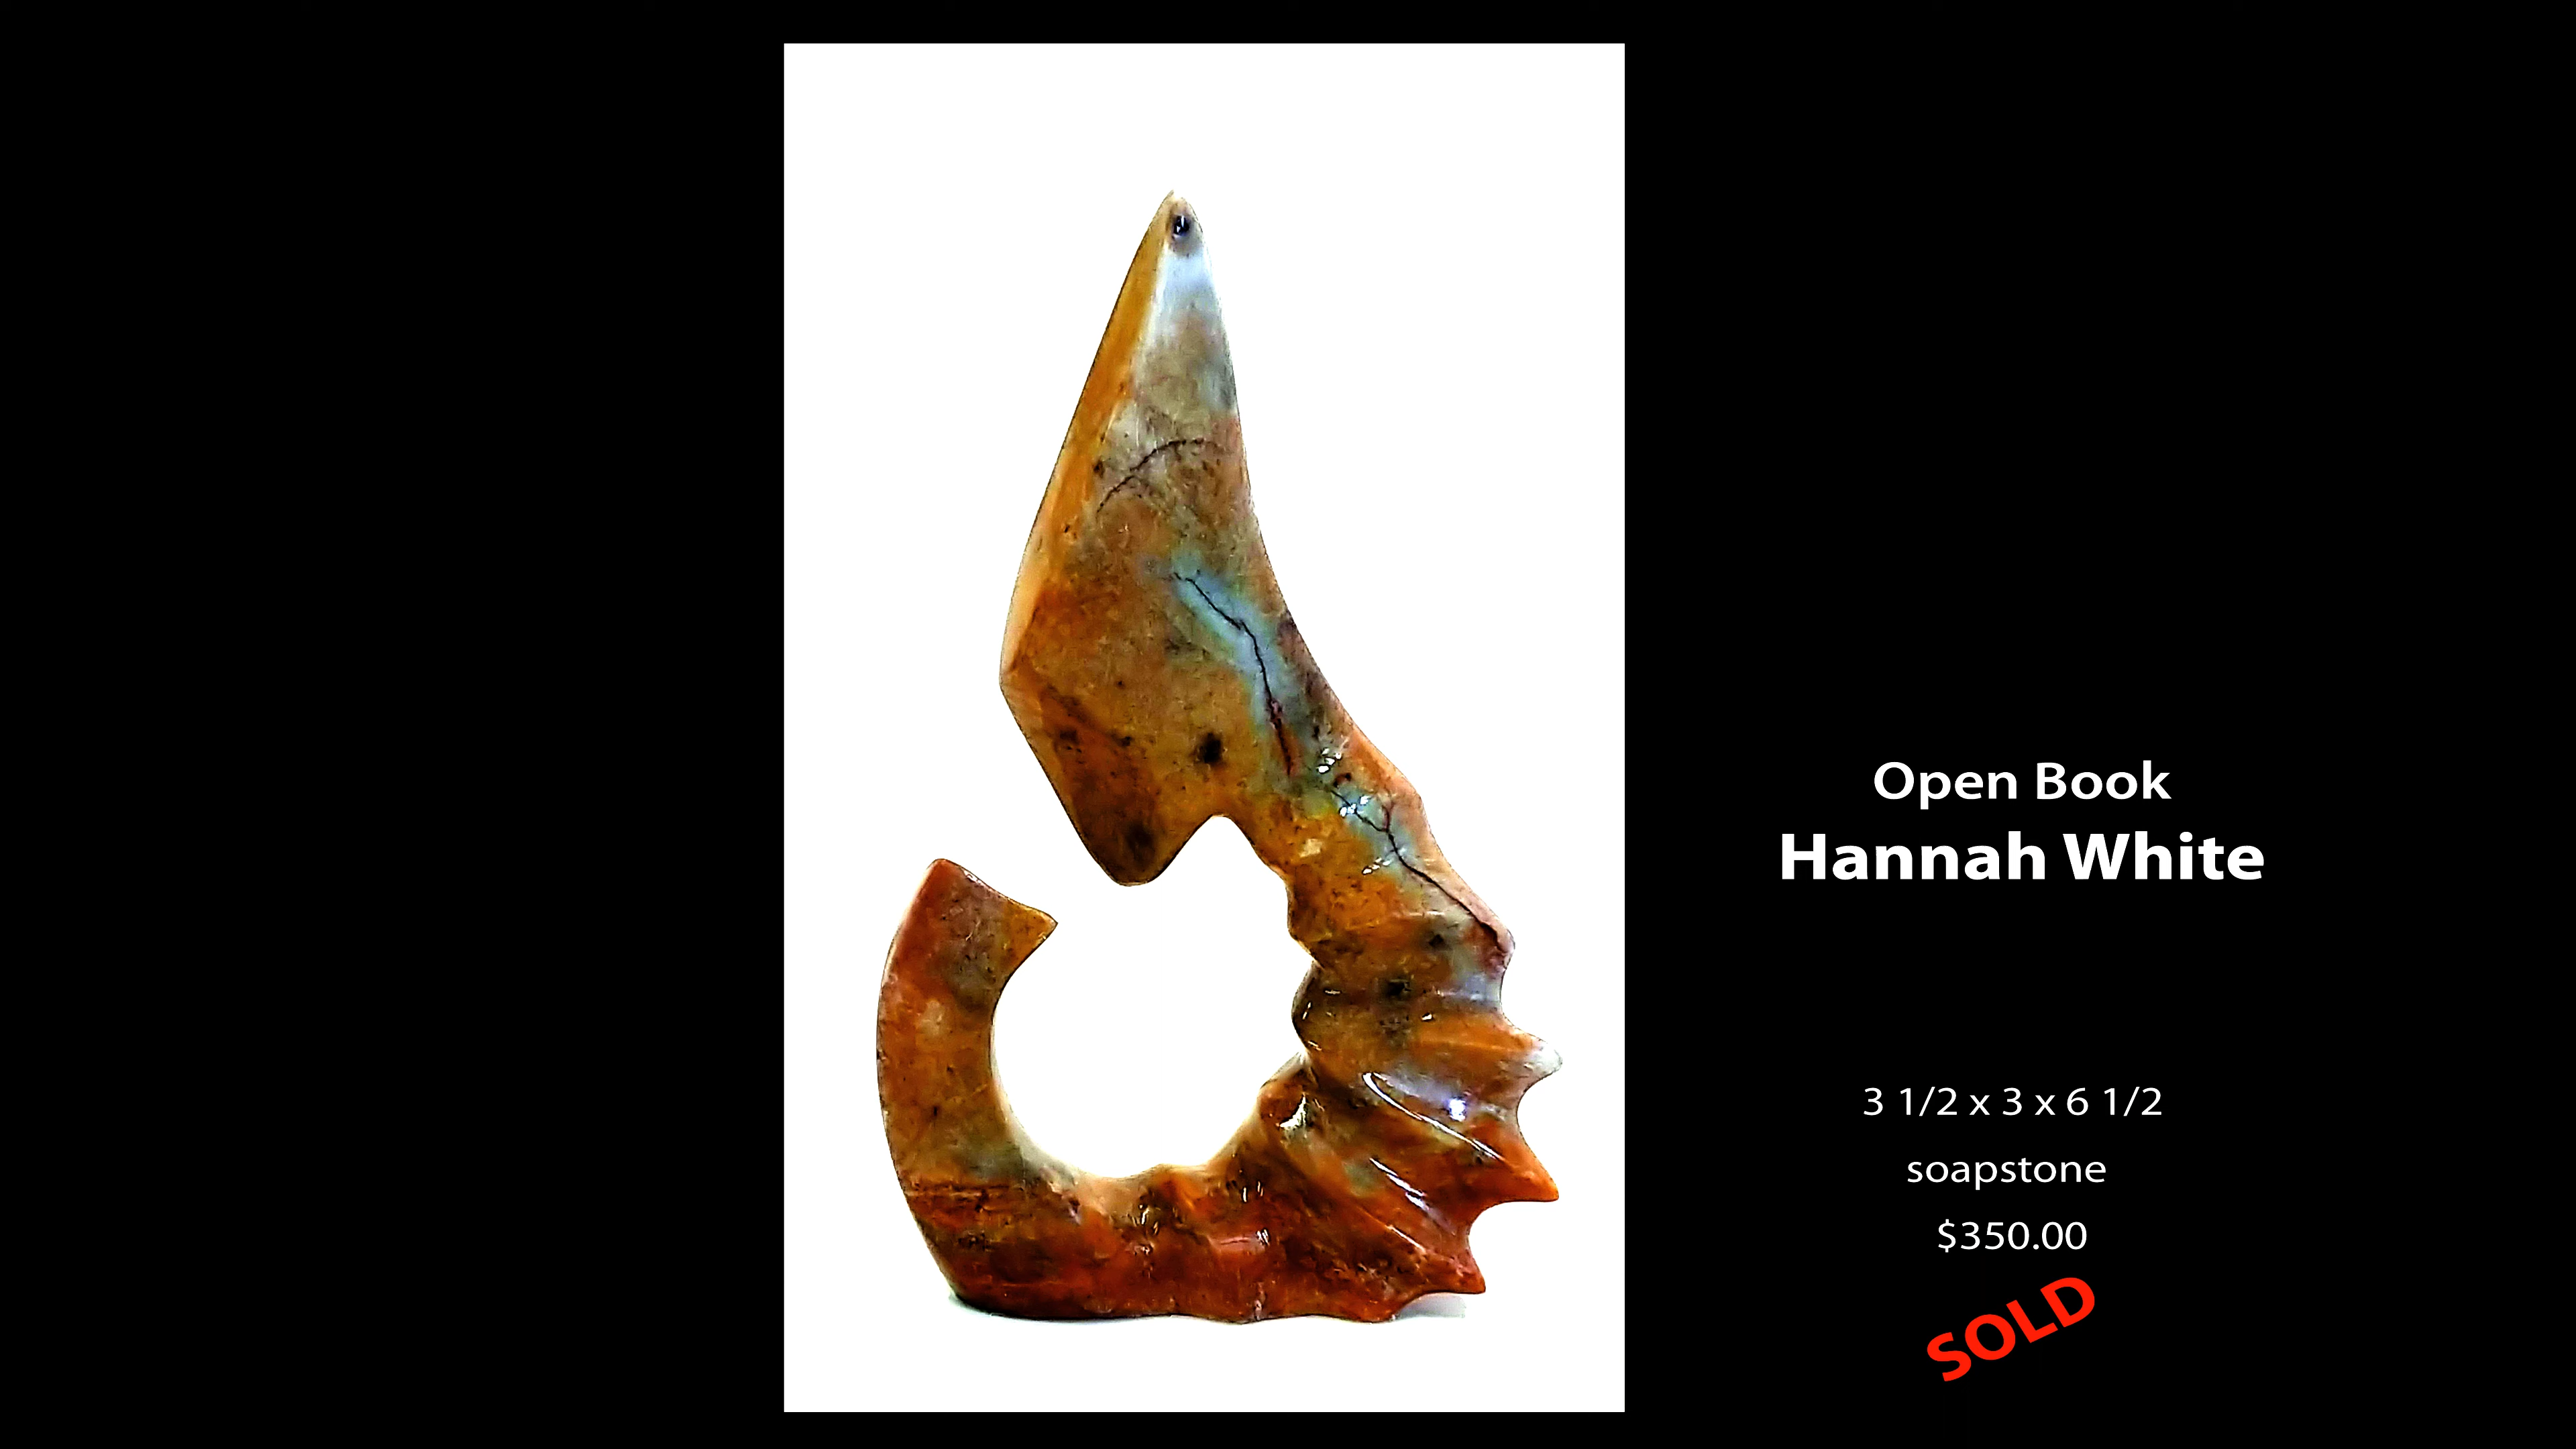 Open Book
Hannah White
3 1/2 x 3 x 6 1/2
soapstone
$350.00
SOLD